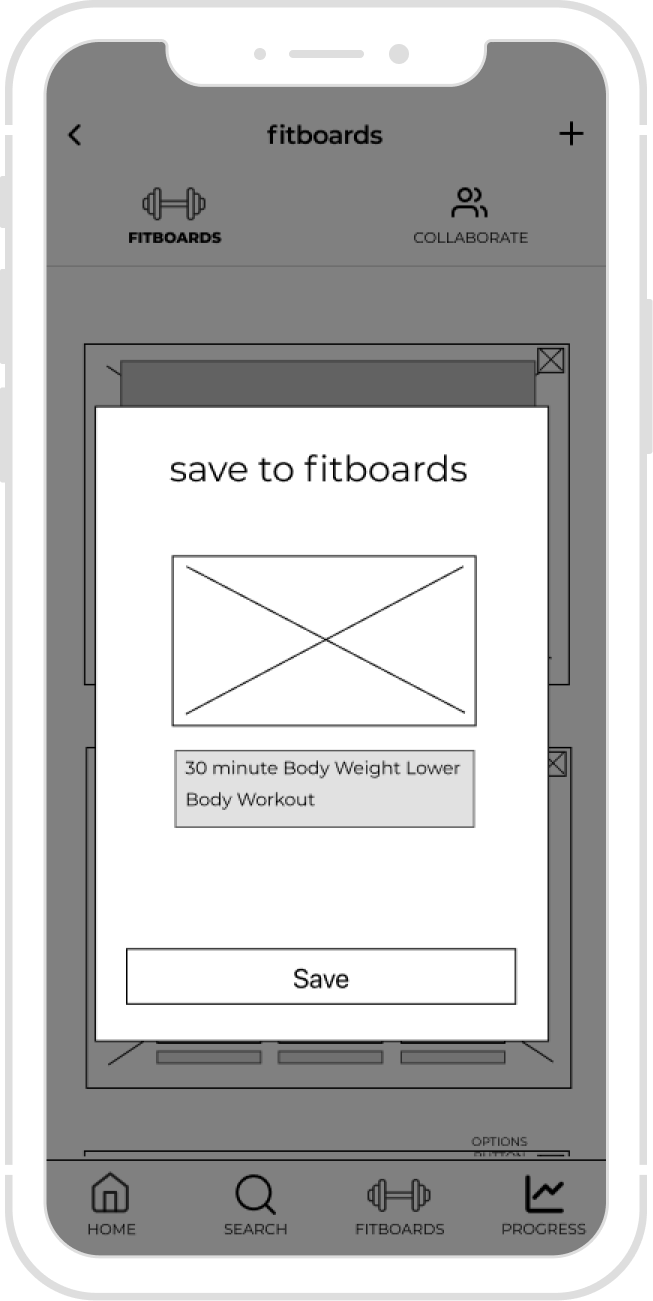 fitboards
FITBOARDS
COLLABORATE
save to fitboards
30 minute Body Weight Lower
Body Workout
Save
OPTIONS
HOME
SEARCH
FITBOARDS
PROGRESS